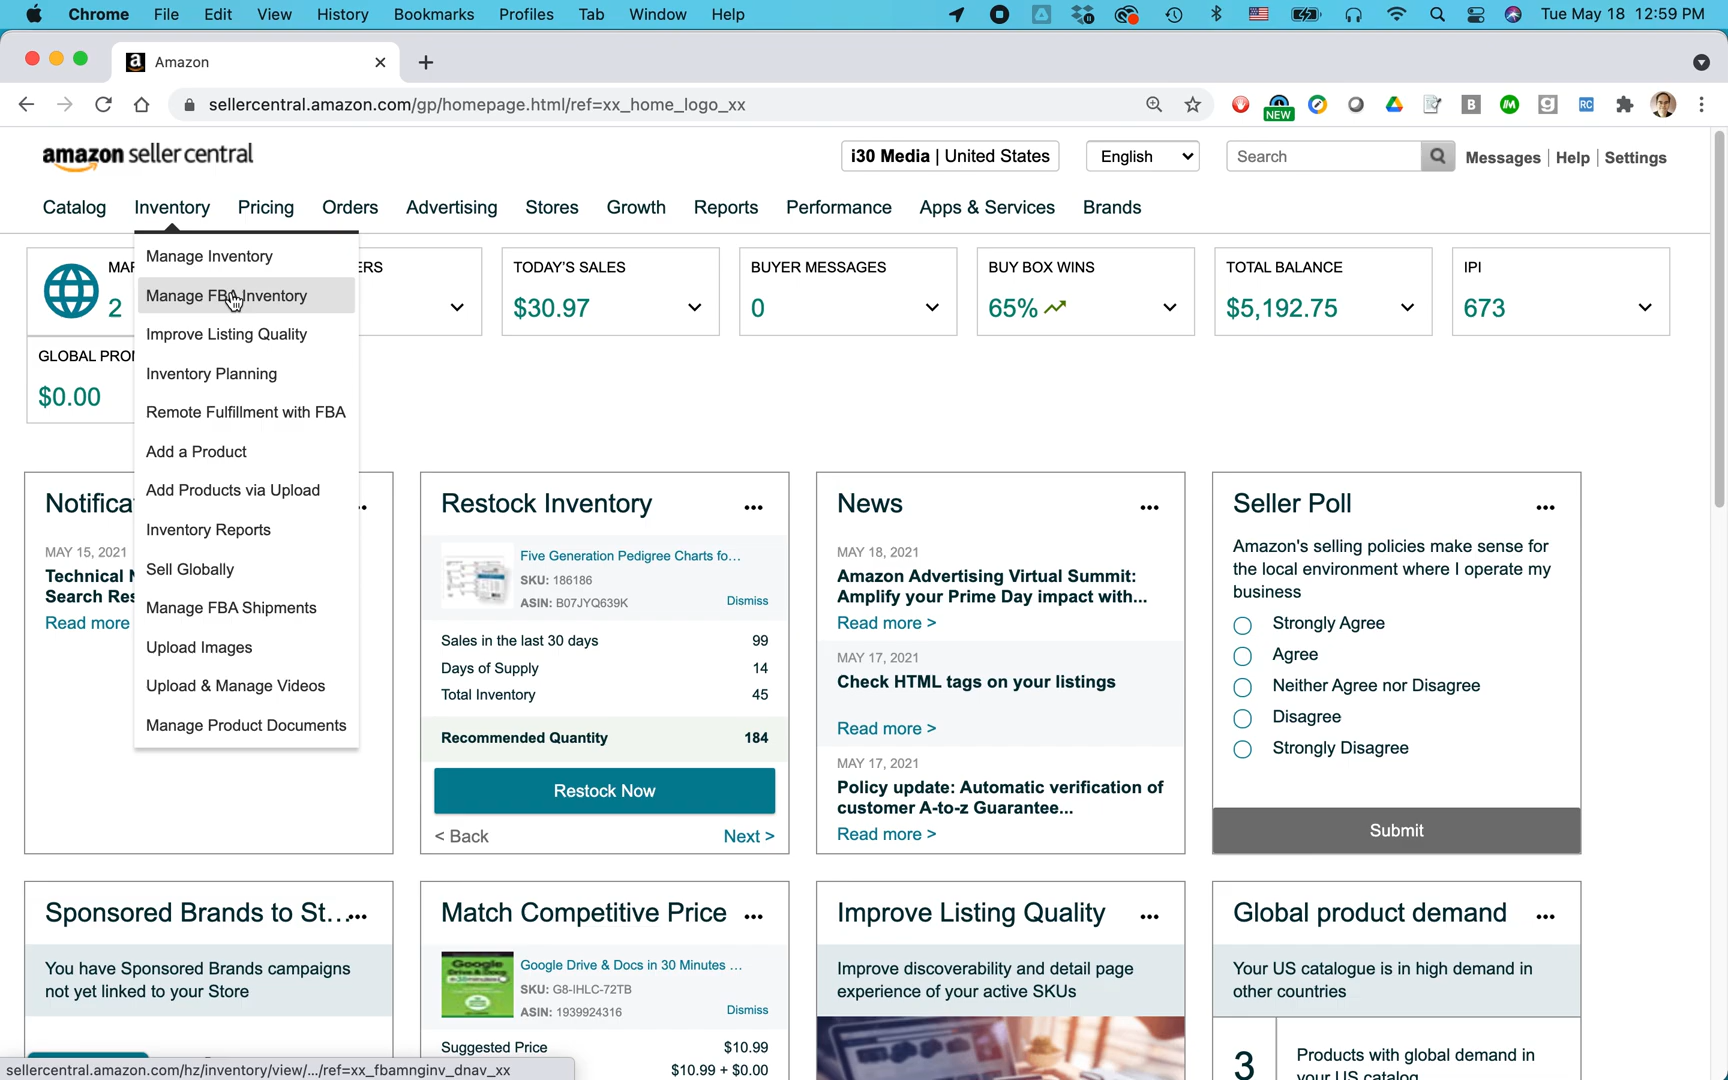 Chrome File Edit View History Bookmarks Profiles Tab Window Help Tue May 18 12:59 PM
a Amazon
sellercentral.amazon.com/gp/homepage.html/ref=xx_home_logo_xx NEW B g RC
amazon seller central i30 Media | United States English Search Messages Help Settings
Catalog Inventory Pricing Orders Advertising Stores Growth Reports Performance Apps & Services Brands
Manage Inventory
Manage FBA Inventory
Improve Listing Quality
Inventory Planning
Remote Fulfillment with FBA
Add a Product
Add Products via Upload
Inventory Reports
Sell Globally
Manage FBA Shipments
Upload Images
Upload & Manage Videos
Manage Product Documents
MAR
2
ERS
TODAY'S SALES
$30.97
BUYER MESSAGES
0
BUY BOX WINS
65%
TOTAL BALANCE
$5,192.75
IPI
673
GLOBAL PRO
$0.00
Notifica
MAY 15, 2021
Technical
Search Res
Read more
Restock Inventory
Five Generation Pedigree Charts fo...
SKU: 186186
ASIN: B07JYQ639K Dismiss
Sales in the last 30 days 99
Days of Supply 14
Total Inventory 45
Recommended Quantity 184
Restock Now
< Back Next >
News
MAY 18, 2021
Amazon Advertising Virtual Summit:
Amplify your Prime Day impact with...
Read more >
MAY 17, 2021
Check HTML tags on your listings
Read more >
MAY 17, 2021
Policy update: Automatic verification of
customer A-to-z Guarantee...
Read more >
Seller Poll
Amazon's selling policies make sense for
the local environment where I operate my
business
Strongly Agree
Agree
Neither Agree nor Disagree
Disagree
Strongly Disagree
Submit
Sponsored Brands to St...
You have Sponsored Brands campaigns
not yet linked to your Store
Match Competitive Price
Google Drive & Docs in 30 Minutes ...
SKU: G8-IHLC-72TB
ASIN: 1939924316 Dismiss
Suggested Price $10.99
$10.99 + $0.00
Improve Listing Quality
Improve discoverability and detail page
experience of your active SKUs
Global product demand
Your US catalogue is in high demand in
other countries
3 Products with global demand in
your US catalog
sellercentral.amazon.com/hz/inventory/view/.../ref=xx_fbamnginv_dnav_xx